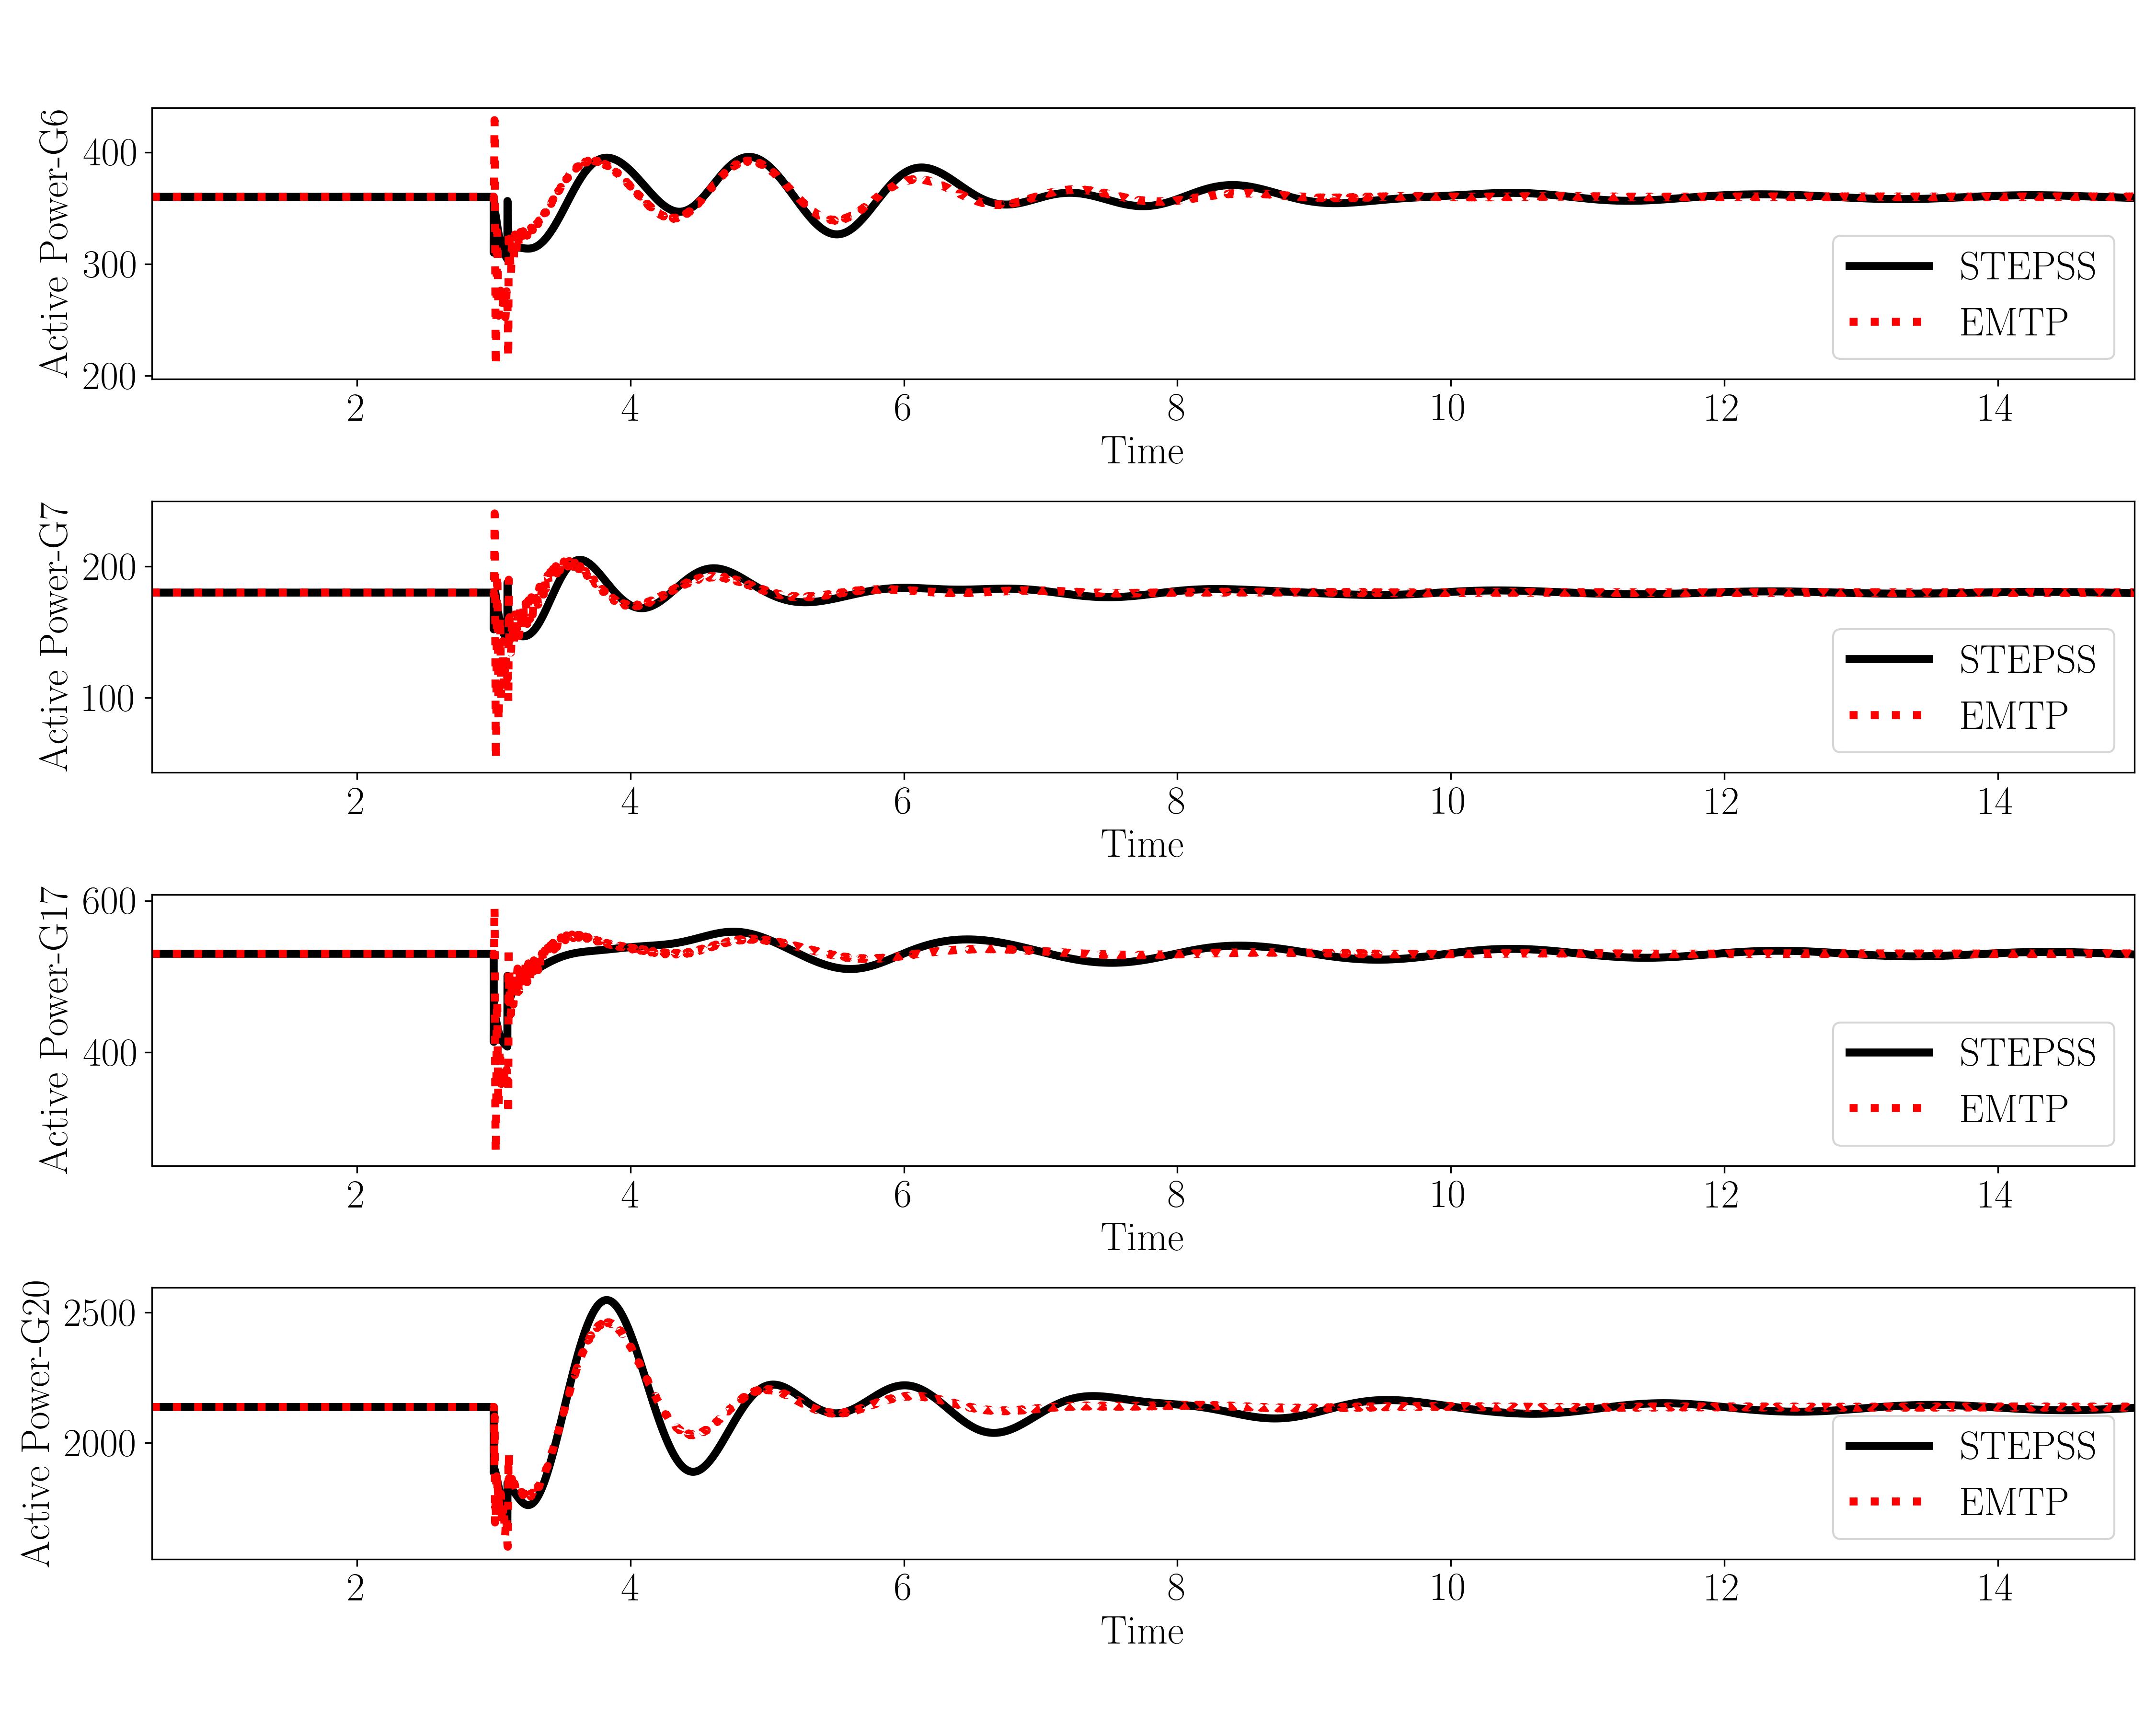 Active Power-G6
400
300
200
STEPSS
EMTP
2 4 6 8 10 12 14
Time
Active Power-G7
200
100
STEPSS
EMTP
2 4 6 8 10 12 14
Time
Active Power-G17
600
400
STEPSS
EMTP
2 4 6 8 10 12 14
Time
Active Power-G20
2500
2000
STEPSS
EMTP
2 4 6 8 10 12 14
Time